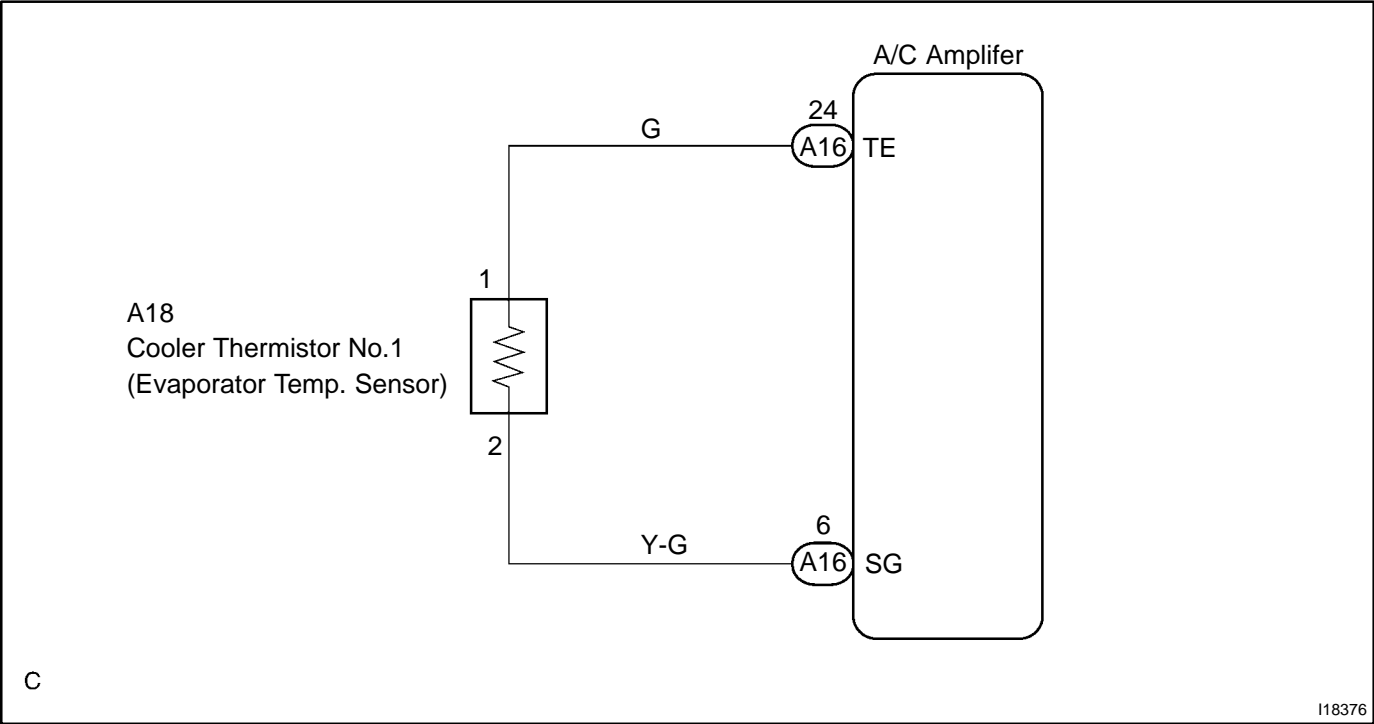 A/C Amplifer
24
G
A16 TE
1
A18
Cooler Thermistor No.1
(Evaporator Temp. Sensor)
2
6
Y-G
A16 SG
C
I18376